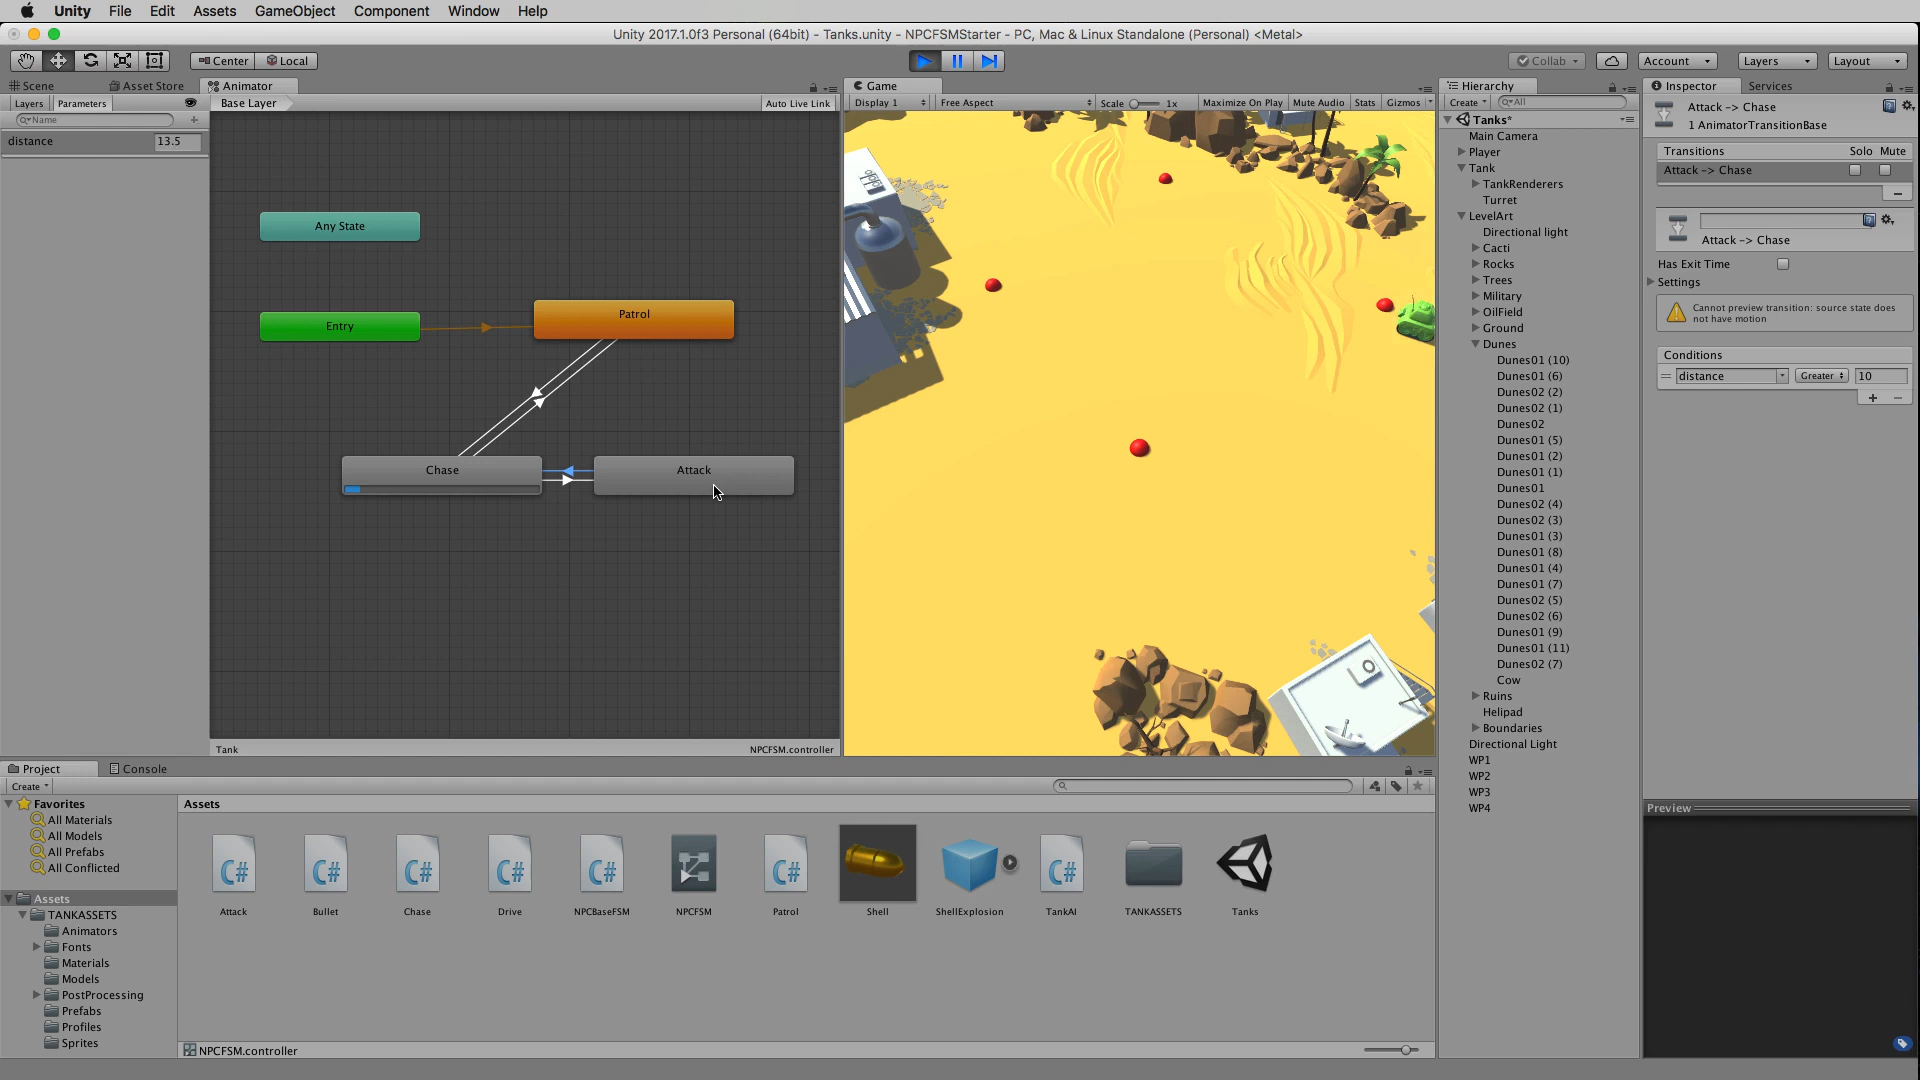 Unity File Edit Assets GameObject Component Window Help
Unity 2017.1.0f3 Personal (64bit) - Tanks.unity - NPCFSMStarter - PC, Mac & Linux Standalone (Personal) <Metal>
Center Local Collab Account Layers Layout
Scene Asset Store Animator
Layers Parameters
Base Layer Auto Live Link
Name
distance 13.5
Any State
Entry
Patrol
Chase
Attack
Tank NPCFSM.controller
Game
Display 1 Free Aspect Scale 1x Maximize On Play Mute Audio Stats Gizmos
Hierarchy
Create All
Tanks*
Main Camera
Player
Tank
TankRenderers
Turret
LevelArt
Directional light
Cacti
Rocks
Trees
Military
OilField
Ground
Dunes
Dunes01 (10)
Dunes01 (6)
Dunes02 (2)
Dunes02 (1)
Dunes02
Dunes01 (5)
Dunes01 (2)
Dunes01 (1)
Dunes01
Dunes02 (4)
Dunes02 (3)
Dunes01 (3)
Dunes01 (8)
Dunes01 (4)
Dunes01 (7)
Dunes02 (5)
Dunes02 (6)
Dunes01 (9)
Dunes01 (11)
Dunes02 (7)
Cow
Ruins
Helipad
Boundaries
Directional Light
WP1
WP2
WP3
WP4
Inspector Services
Attack -> Chase
1 AnimatorTransitionBase
Transitions Solo Mute
Attack -> Chase
Attack -> Chase
Has Exit Time
Settings
Cannot preview transition: source state does
not have motion
Conditions
distance Greater 10
Preview
Project Console
Create
Favorites
All Materials
All Models
All Prefabs
All Conflicted
Assets
TANKASSETS
Animators
Fonts
Materials
Models
PostProcessing
Prefabs
Profiles
Sprites
Assets
C# C# C# C# C# C# C#
Attack Bullet Chase Drive NPCBaseFSM NPCFSM Patrol Shell ShellExplosion TankAI TANKASSETS Tanks
NPCFSM.controller